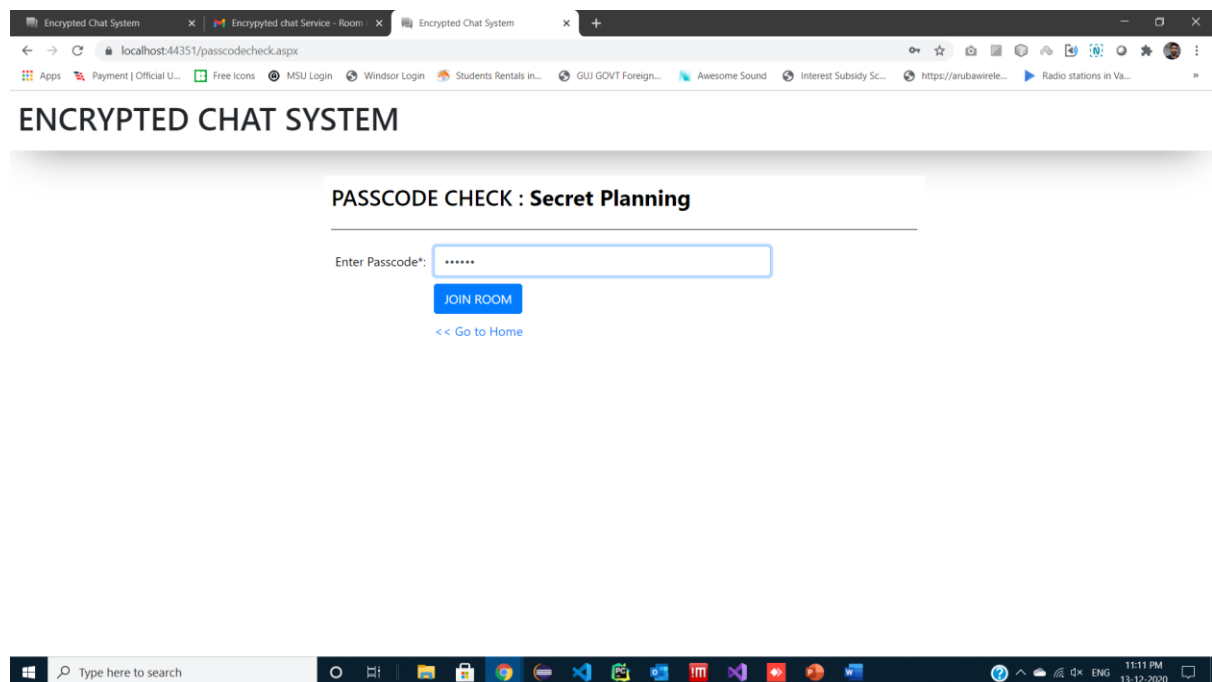 Encrypted Chat System
Encrypyted chat Service - Room
Encrypted Chat System
localhost:44351/passcodecheck.aspx
Apps
Payment | Official U...
Free Icons
MSU Login
Windsor Login
Students Rentals in...
GUJ GOVT Foreign...
Awesome Sound
Interest Subsidy Sc...
https://arubawirele...
Radio stations in Va...
ENCRYPTED CHAT SYSTEM
PASSCODE CHECK : Secret Planning
Enter Passcode*: ••••••
JOIN ROOM
<< Go to Home
Type here to search
ENG
11:11 PM
13-12-2020